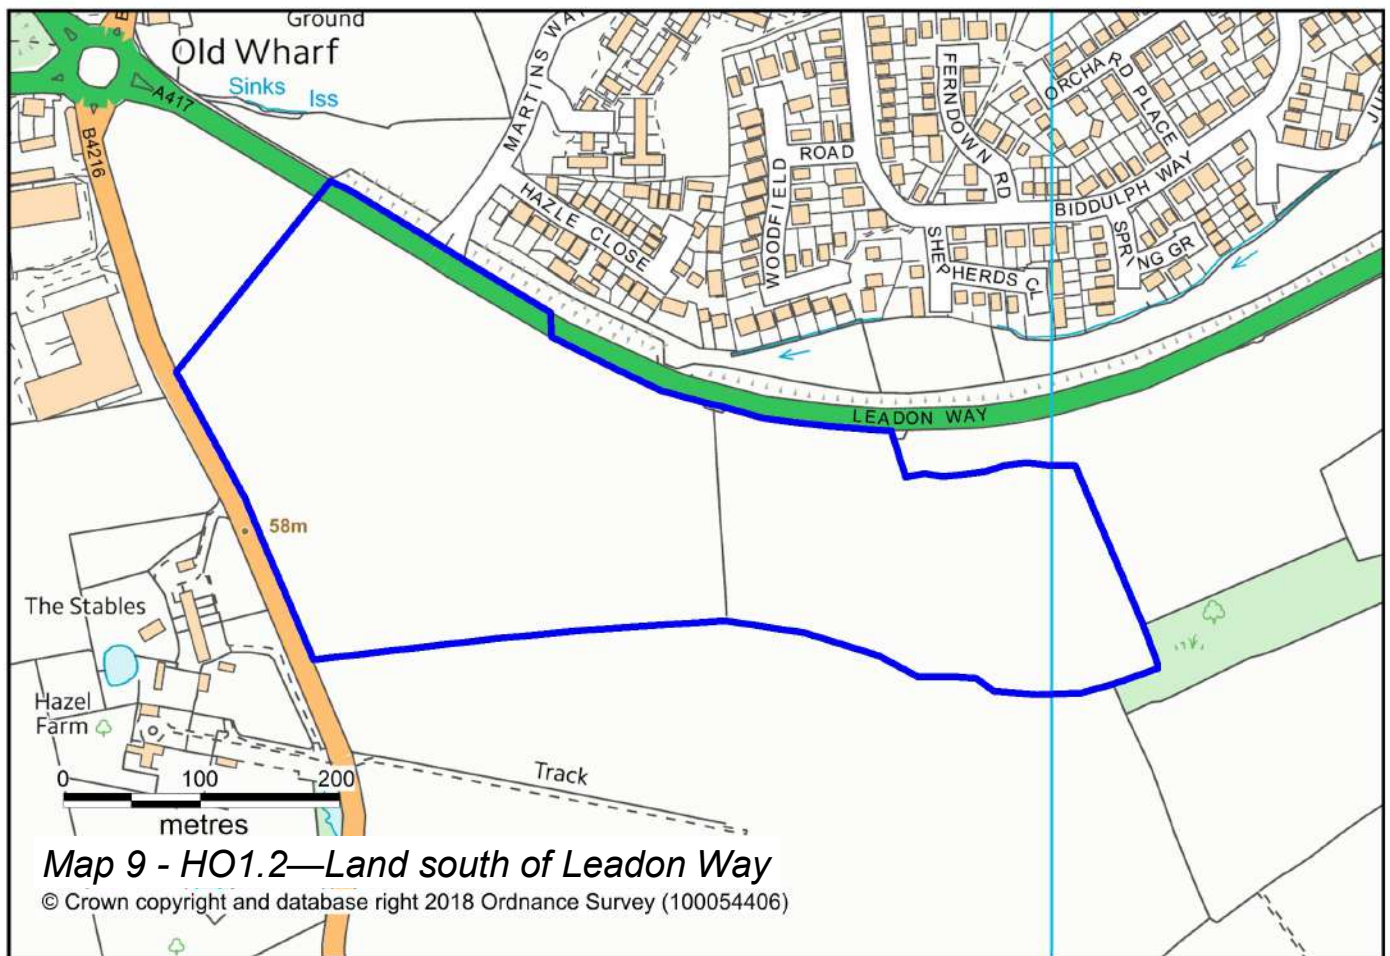 Ground
Old Wharf
Sinks
Iss
A417
B4216
MARTINS WAY
HAZLE CLOSE
WOODFIELD
ROAD
FERNDOWN
RD
ORCHARD PLACE
BIDDULPH WAY
SPRING GR
SHEPHERDS CL
LEADON WAY
58m
The Stables
Hazel
Farm
Track
0 100 200
metres
Map 9 - HO1.2—Land south of Leadon Way
© Crown copyright and database right 2018 Ordnance Survey (100054406)